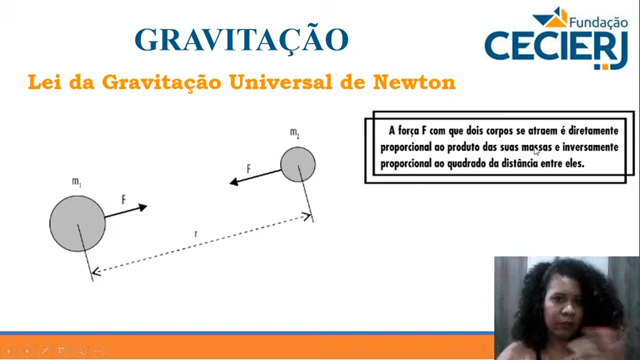 GRAVITAÇÃO
Fundação
CECIERJ
Lei da Gravitação Universal de Newton
A força F com que dois corpos se atraem é diretamente
proporcional ao produto das suas massas e inversamente
proporcional ao quadrado da distância entre eles.
m₂
F
m₁
F
r